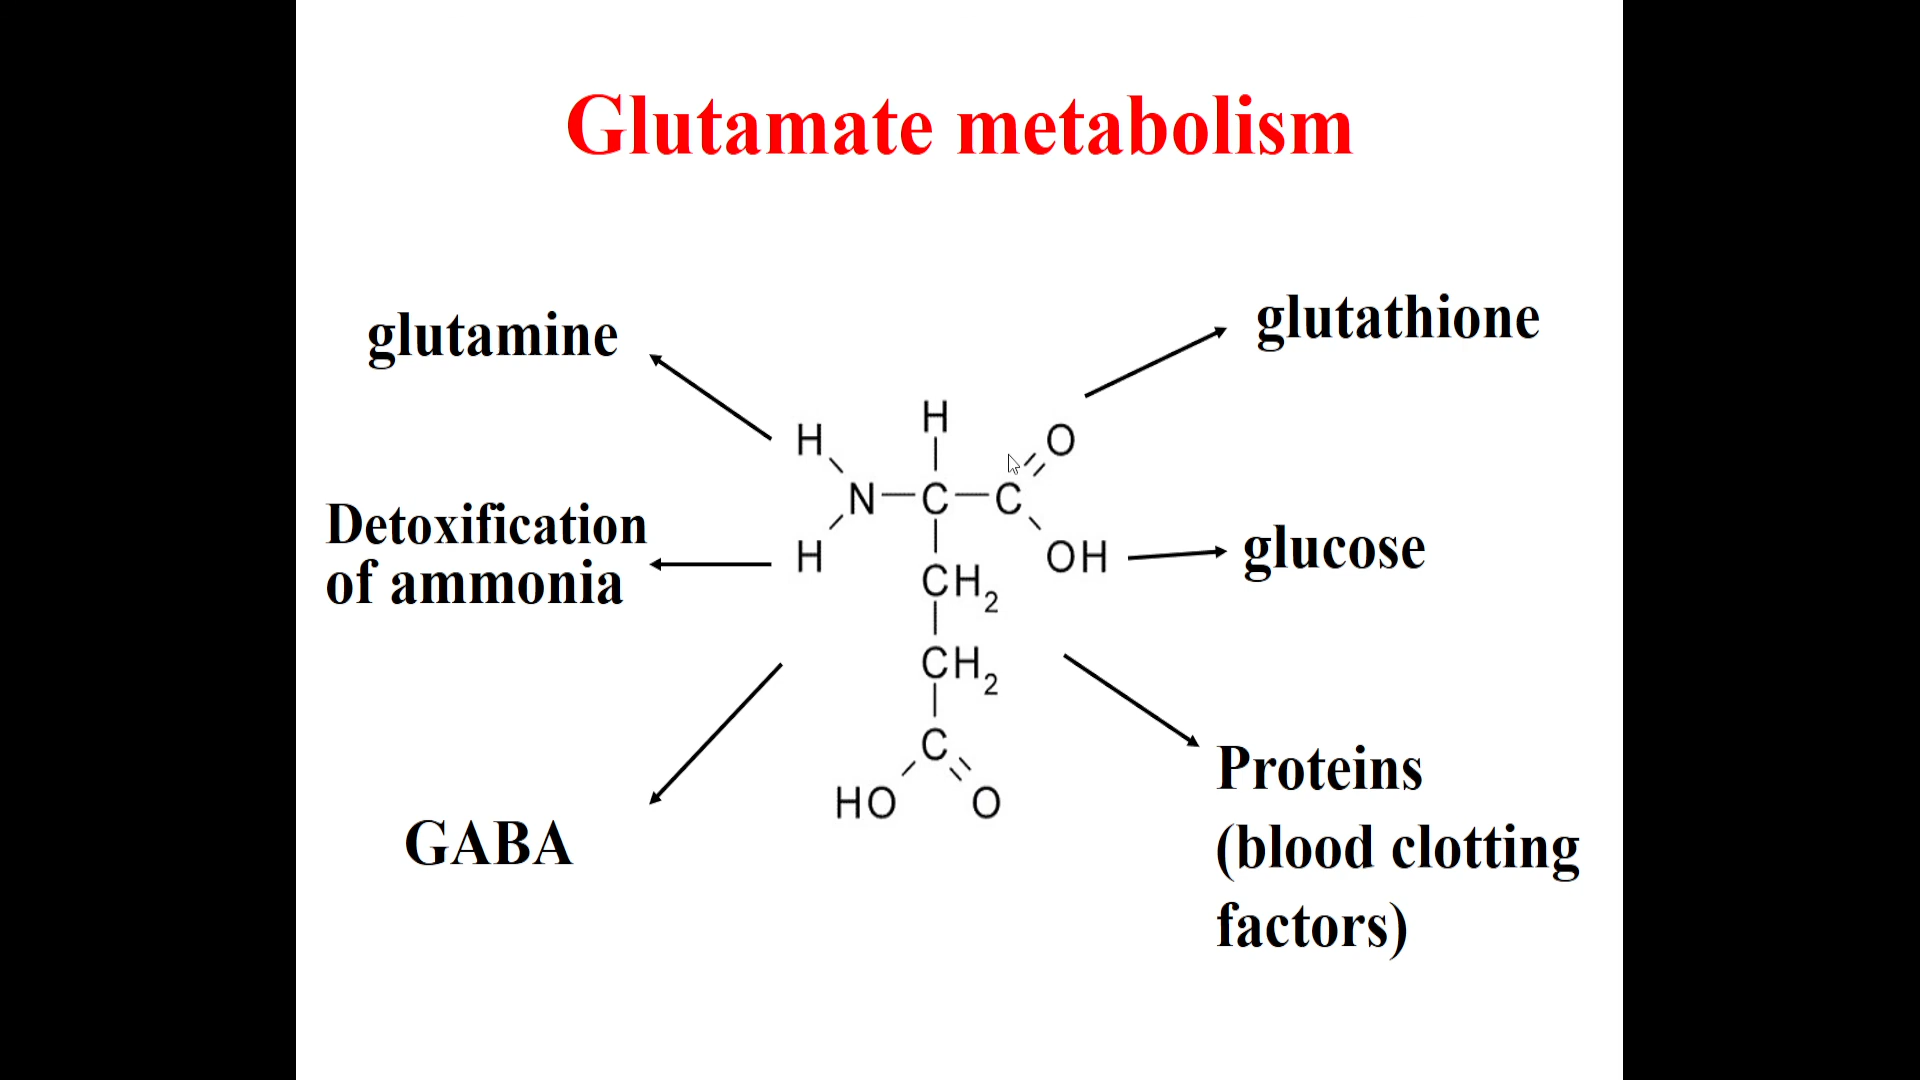 Glutamate metabolism
glutamine
glutathione
H
H
O
N
C
C
Detoxification
of ammonia
H
OH
glucose
CH2
CH2
C
HO
O
GABA
Proteins
(blood clotting
factors)